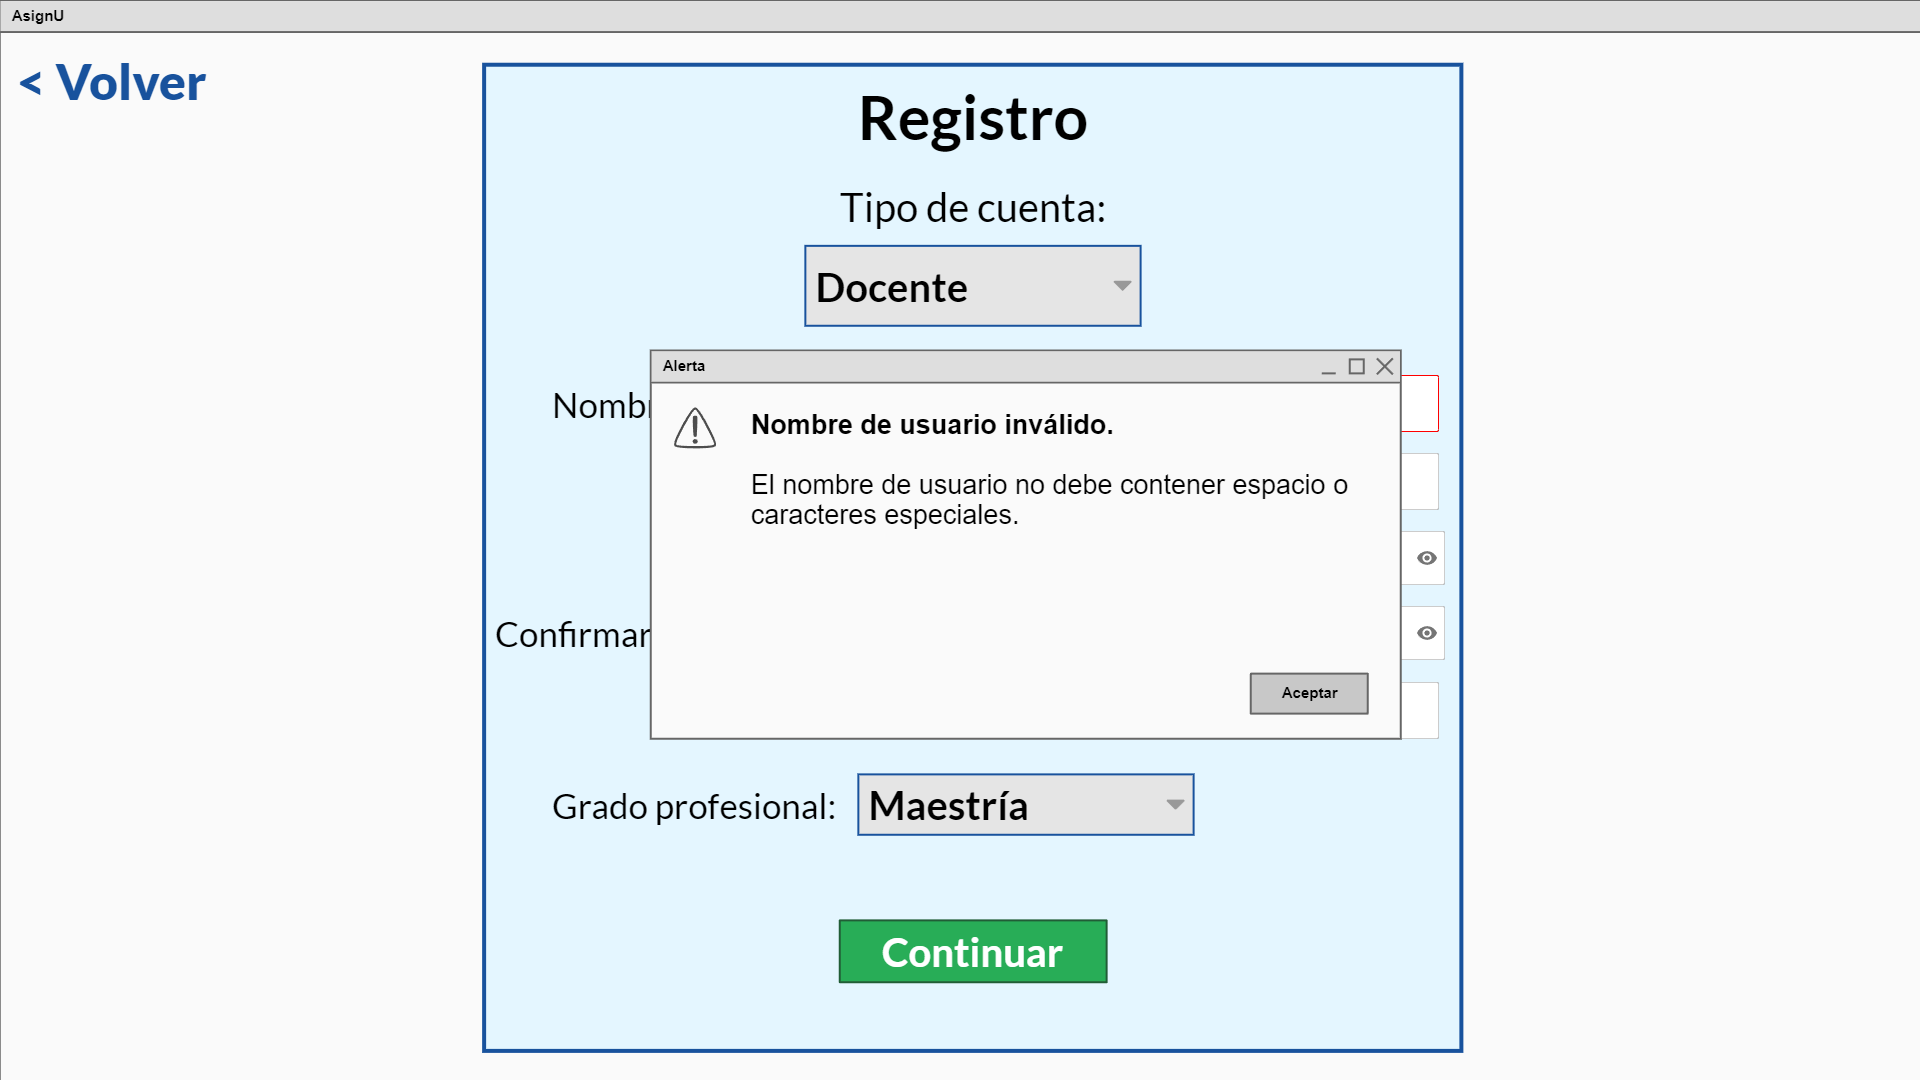 AsignU
< Volver
Registro
Tipo de cuenta:
Docente
Alerta
Nombre de usuario inválido.
El nombre de usuario no debe contener espacio o
caracteres especiales.
Confirmar
Aceptar
Grado profesional:
Maestría
Continuar